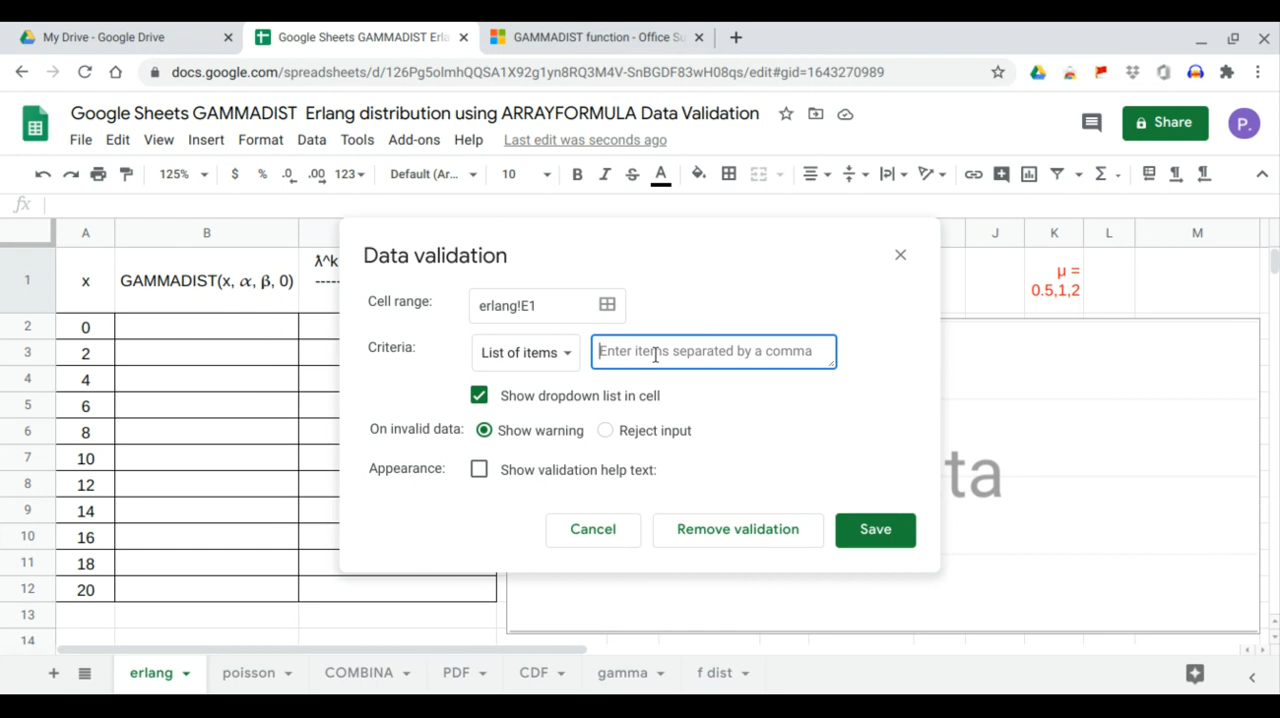 My Drive - Google Drive
Google Sheets GAMMADIST Erla
GAMMADIST function - Office Su
docs.google.com/spreadsheets/d/126Pg5oImhQQSA1X92g1yn8RQ3M4V-SnBGDF83wH08qs/edit#gid=1643270989
Google Sheets GAMMADIST Erlang distribution using ARRAYFORMULA Data Validation
Share
P.
File Edit View Insert Format Data Tools Add-ons Help Last edit was seconds ago
125% $ % .0 .00 123 Default (Ar... 10 B I S A
fx
A B J K L M
1 x GAMMADIST(x, α, β, 0) λ^k
----
μ =
0.5,1,2
2 0
3 2
4 4
5 6
6 8
7 10
8 12
9 14
10 16
11 18
12 20
13
14
ta
Data validation
Cell range: erlang!E1
Criteria: List of items Enter items separated by a comma
Show dropdown list in cell
On invalid data: Show warning Reject input
Appearance: Show validation help text:
Cancel Remove validation Save
erlang poisson COMBINA PDF CDF gamma f dist